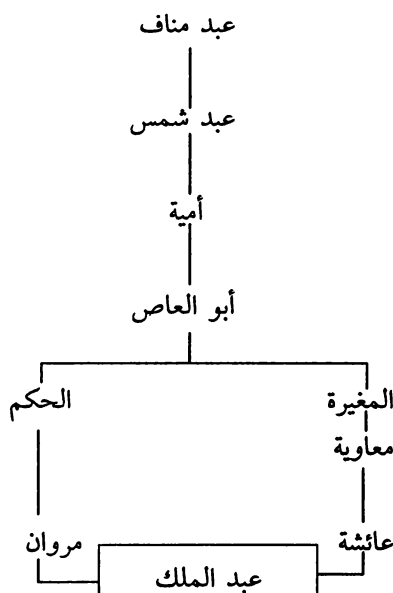 عبد مناف
عبد شمس
أمية
أبو العاص
المغيرة
الحكم
معاوية
عائشة
مروان
عبد الملك